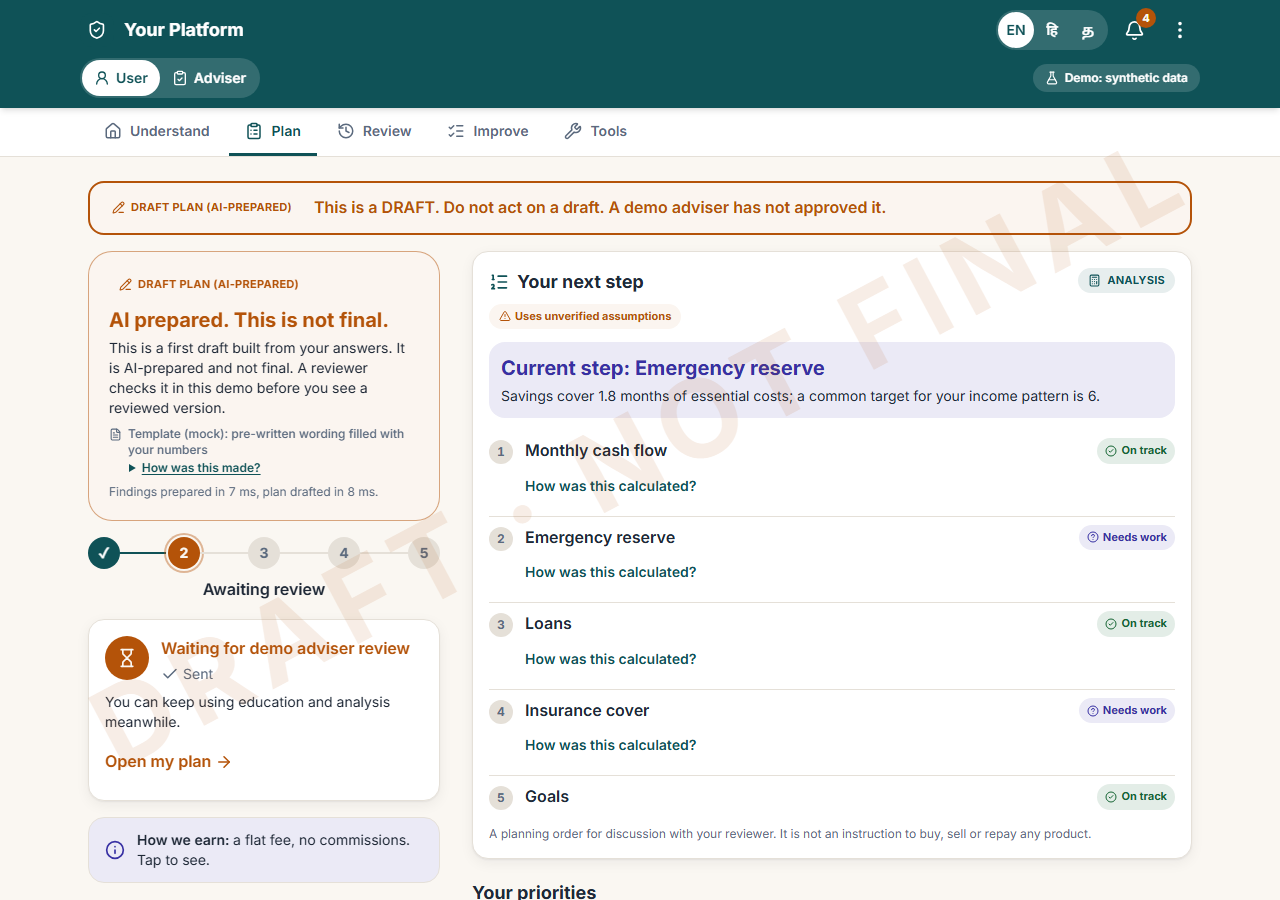 Your Platform
EN
हि
த
4
User
Adviser
Demo: synthetic data
Understand
Plan
Review
Improve
Tools
DRAFT PLAN (AI-PREPARED)
This is a DRAFT. Do not act on a draft. A demo adviser has not approved it.
DRAFT PLAN (AI-PREPARED)
AI prepared. This is not final.
This is a first draft built from your answers. It
is AI-prepared and not final. A reviewer
checks it in this demo before you see a
reviewed version.
Template (mock): pre-written wording filled with
your numbers
How was this made?
Findings prepared in 7 ms, plan drafted in 8 ms.
2
3
4
5
Awaiting review
Waiting for demo adviser review
Sent
You can keep using education and analysis
meanwhile.
Open my plan
How we earn: a flat fee, no commissions.
Tap to see.
Your next step
ANALYSIS
Uses unverified assumptions
Current step: Emergency reserve
Savings cover 1.8 months of essential costs; a common target for your income pattern is 6.
1
Monthly cash flow
On track
How was this calculated?
2
Emergency reserve
Needs work
How was this calculated?
3
Loans
On track
How was this calculated?
4
Insurance cover
Needs work
How was this calculated?
5
Goals
On track
A planning order for discussion with your reviewer. It is not an instruction to buy, sell or repay any product.
Your priorities
DRAFT · NOT FINAL